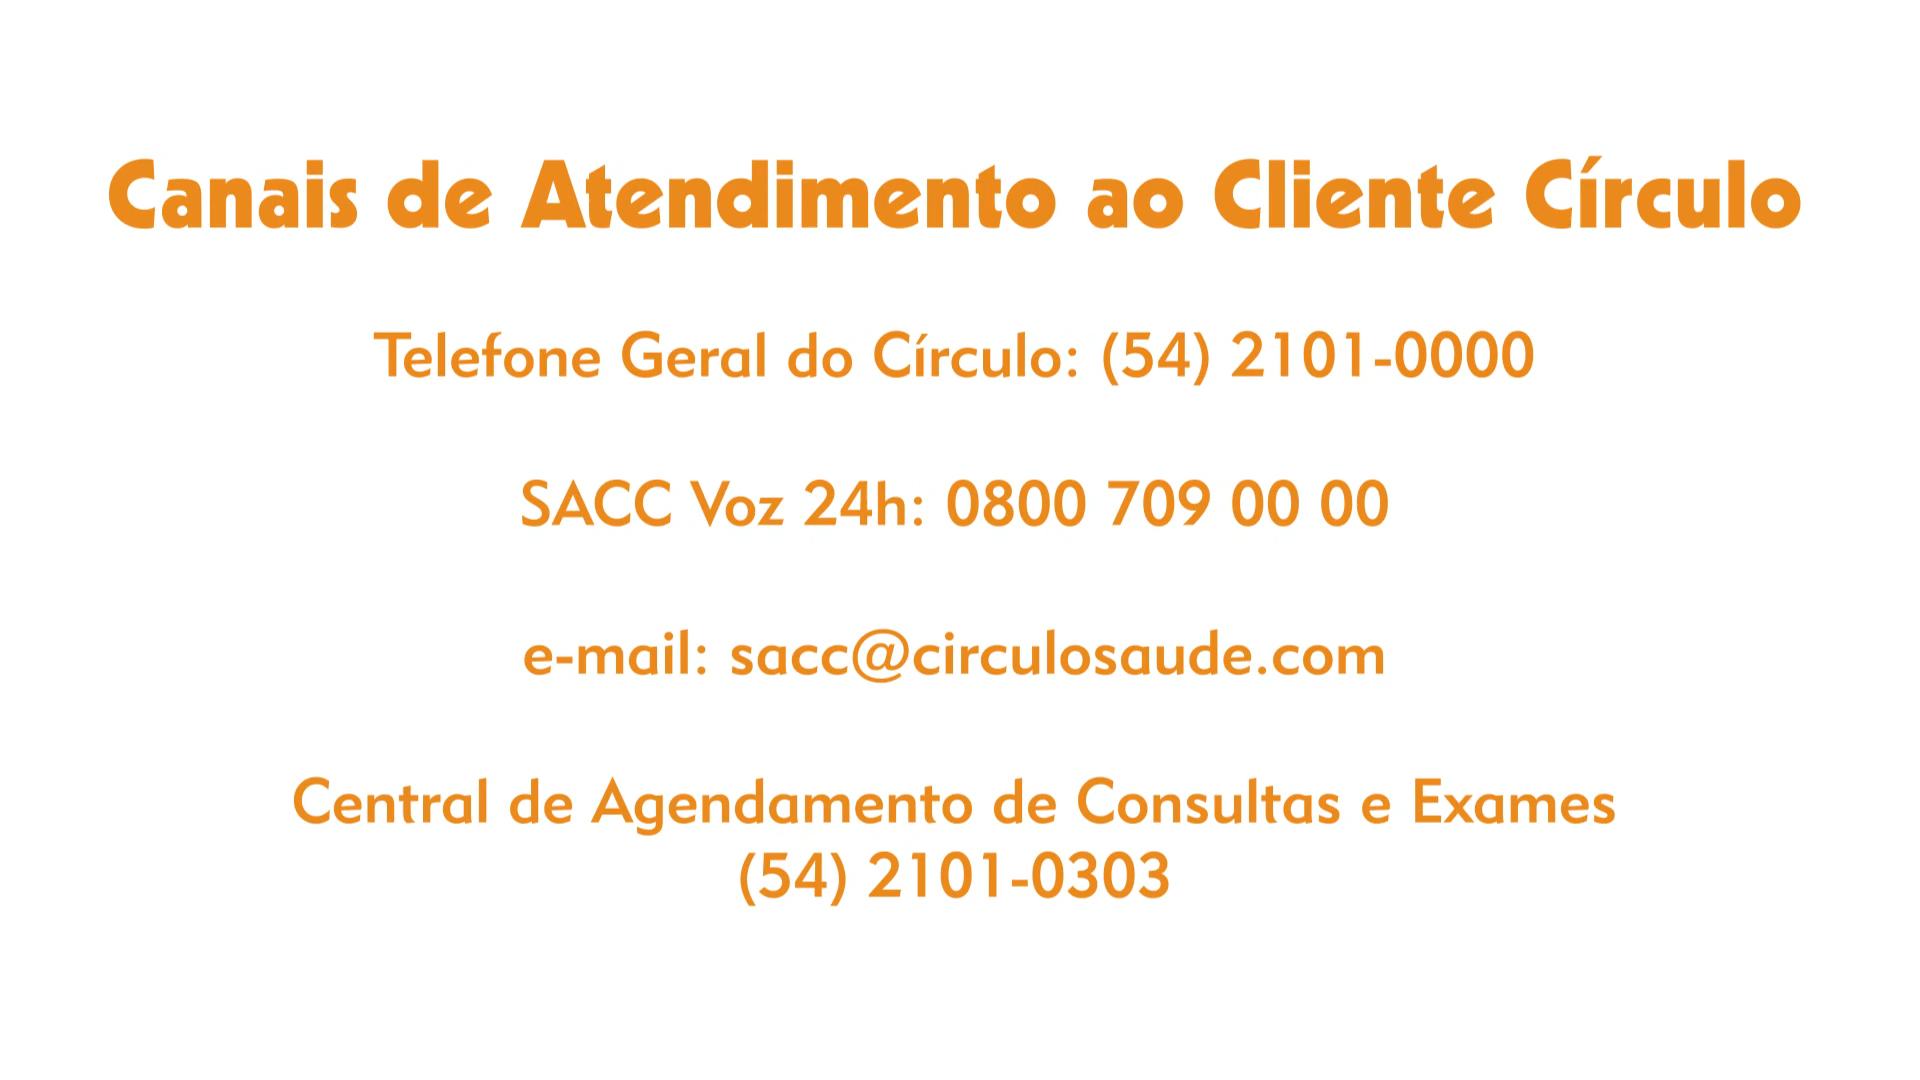 Canais de Atendimento ao Cliente Círculo
Telefone Geral do Círculo: (54) 2101-0000
SACC Voz 24h: 0800 709 00 00
e-mail: sacc@circulosaude.com
Central de Agendamento de Consultas e Exames
(54) 2101-0303